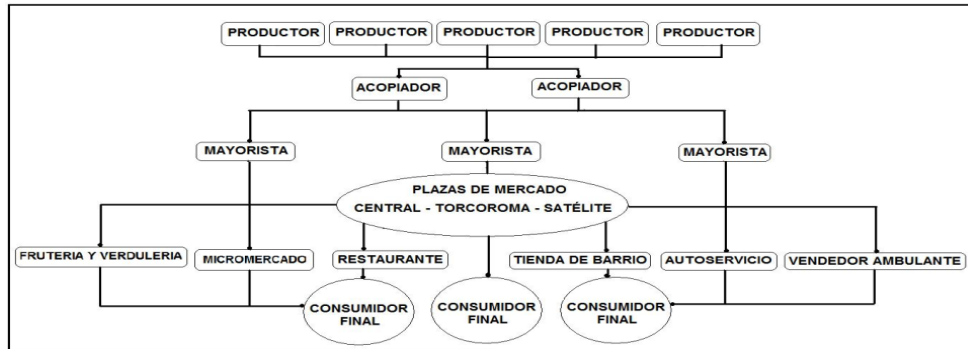 PRODUCTOR PRODUCTOR PRODUCTOR PRODUCTOR PRODUCTOR
ACOPIADOR ACOPIADOR
MAYORISTA MAYORISTA MAYORISTA
PLAZAS DE MERCADO
CENTRAL - TORCOROMA - SATÉLITE
FRUTERIA Y VERDULERIA MICROMERCADO RESTAURANTE TIENDA DE BARRIO AUTOSERVICIO VENDEDOR AMBULANTE
CONSUMIDOR FINAL
CONSUMIDOR FINAL
CONSUMIDOR FINAL